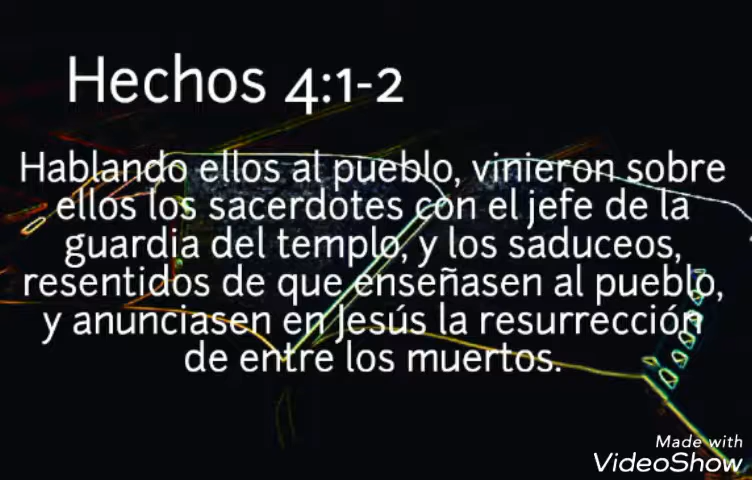 Hechos 4:1-2
Hablando ellos al pueblo, vinieron sobre
ellos los sacerdotes con el jefe de la
guardia del templo, y los saduceos,
resentidos de que enseñasen al pueblo,
y anunciasen en Jesús la resurrección
de entre los muertos.
Made with
VideoShow